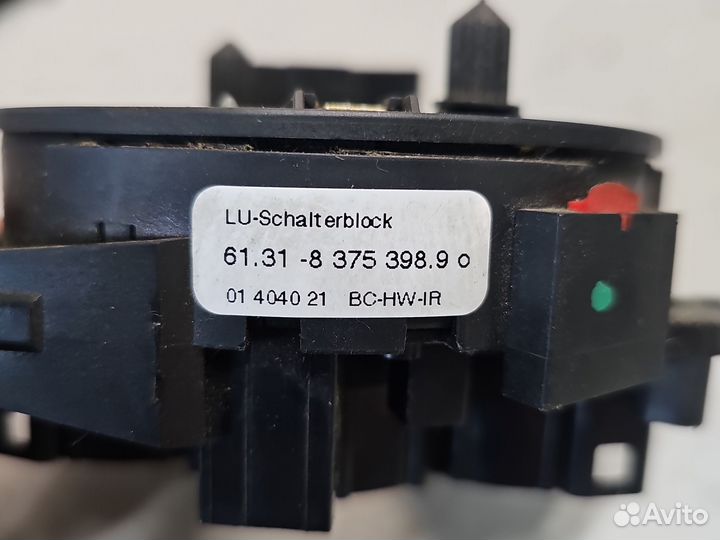 LU-Schalterblock
61.31 -8 375 398.9 o
01 4040 21 BC-HW-IR
Avito